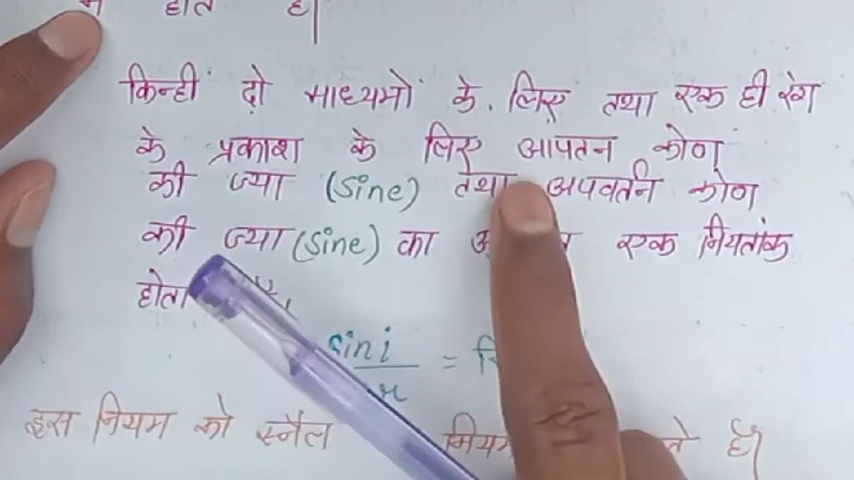 होते है।
किन्ही दो माध्यमों के, लिए तथा एक ही रंग
के प्रकाश के लिए आपतन कोण
की ज्या (Sine) तथा अपवर्तन कोण
की ज्या (Sine) का एक नियतांक
होता
sin i =
इस नियम को स्नैल है।